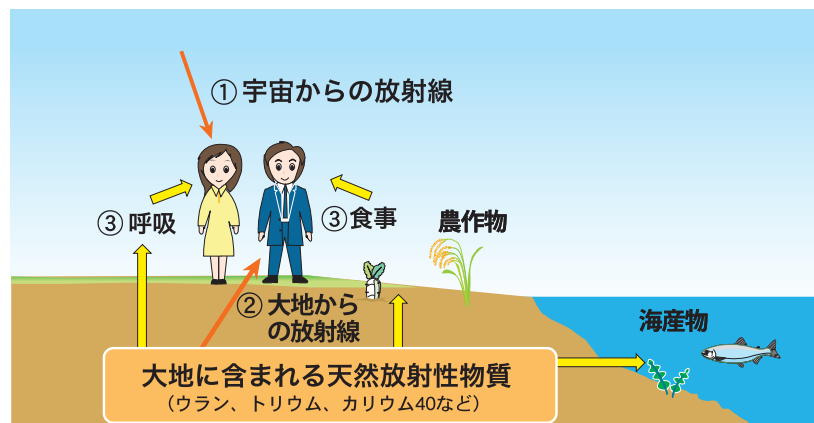 ① 宇宙からの放射線
③ 呼吸
③ 食事
農作物
② 大地から
の放射線
海産物
大地に含まれる天然放射性物質
（ウラン、トリウム、カリウム40など）